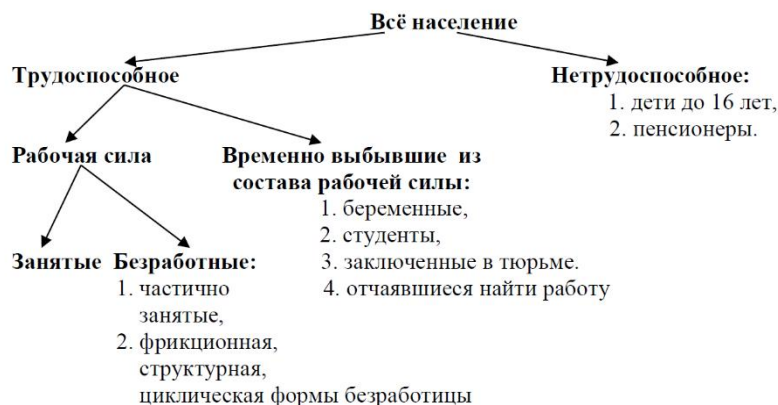 Всё население
Трудоспособное
Нетрудоспособное:
1. дети до 16 лет,
2. пенсионеры.
Рабочая сила
Временно выбывшие из
состава рабочей силы:
1. беременные,
2. студенты,
3. заключенные в тюрьме.
4. отчаявшиеся найти работу
Занятые
Безработные:
1. частично
занятые,
2. фрикционная,
структурная,
циклическая формы безработицы